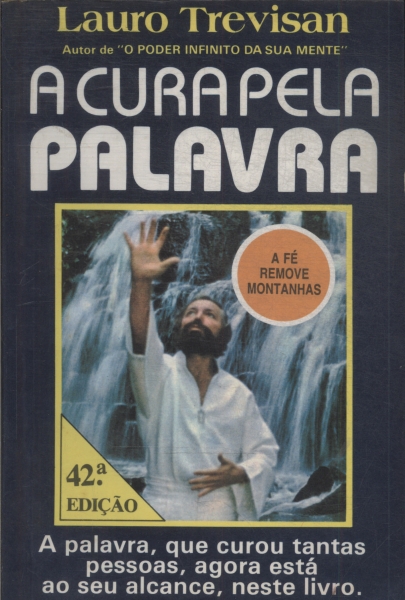 Lauro Trevisan
Autor de "O PODER INFINITO DA SUA MENTE"
A CURA PELA
PALAVRA
A FÉ
REMOVE
MONTANHAS
42.ª
EDIÇÃO
A palavra, que curou tantas
pessoas, agora está
ao seu alcance, neste livro.